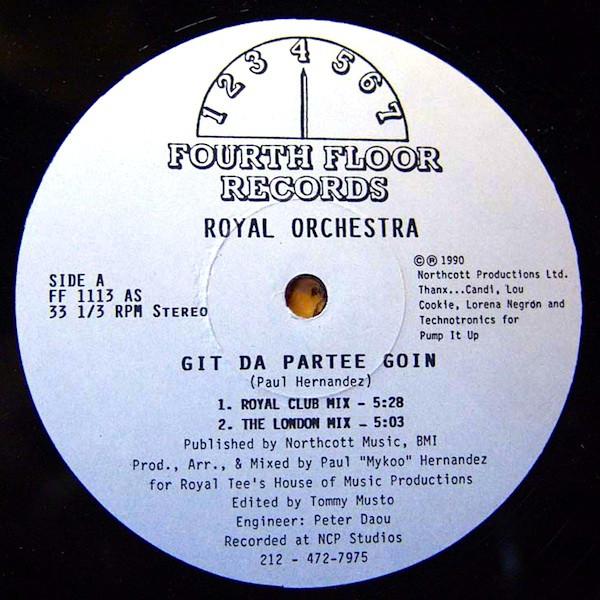 1 2 3 4 5 6 7
FOURTH FLOOR
RECORDS
ROYAL ORCHESTRA
SIDE A
FF 1113 AS
33 1/3 RPM STEREO
© ℗ 1990
Northcott Productions Ltd.
Thanx...Candi, Lou
Cookie, Lorena Negron and
Technotronics for
Pump It Up
GIT DA PARTEE GOIN
(Paul Hernandez)
1. ROYAL CLUB MIX – 5:28
2. THE LONDON MIX – 5:03
Published by Northcott Music, BMI
Prod., Arr., & Mixed by Paul "Mykoo" Hernandez
for Royal Tee's House of Music Productions
Edited by Tommy Musto
Engineer: Peter Daou
Recorded at NCP Studios
212 - 472-7975